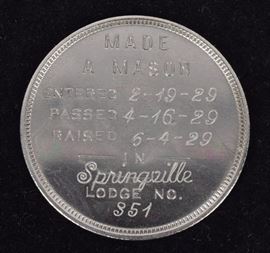 MADE
A MASON
ENTERED 2-19-29
PASSED 4-16-29
RAISED 6-4-29
IN
Springville
LODGE NO.
351